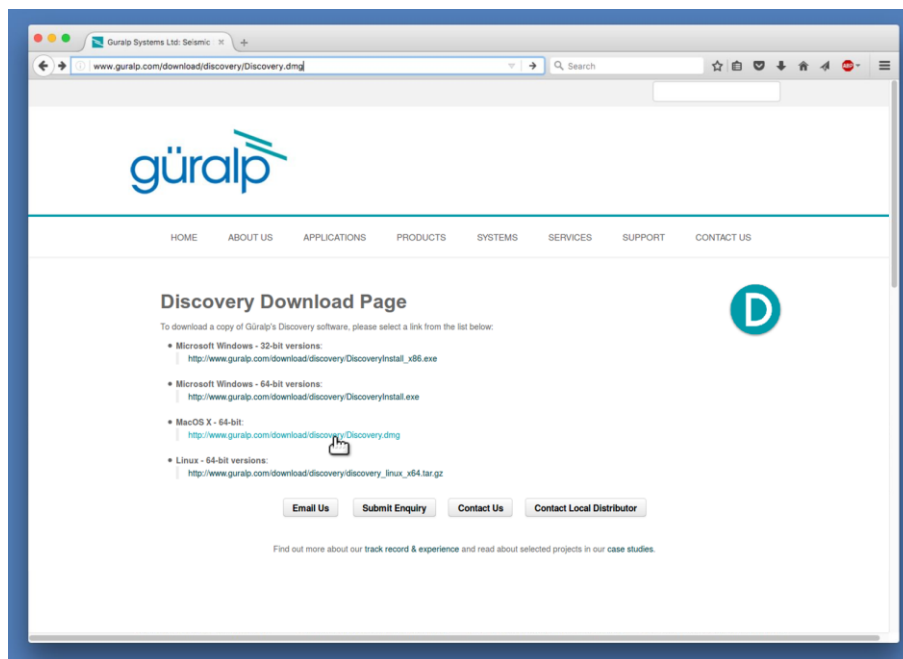 Guralp Systems Ltd: Seismic
www.guralp.com/download/discovery/Discovery.dmg
Search
ABP
güralp
HOME ABOUT US APPLICATIONS PRODUCTS SYSTEMS SERVICES SUPPORT CONTACT US
Discovery Download Page
D
To download a copy of Güralp's Discovery software, please select a link from the list below:
Microsoft Windows - 32-bit versions:
http://www.guralp.com/download/discovery/DiscoveryInstall_x86.exe
Microsoft Windows - 64-bit versions:
http://www.guralp.com/download/discovery/DiscoveryInstall.exe
MacOS X - 64-bit:
http://www.guralp.com/download/discovery/Discovery.dmg
Linux - 64-bit versions:
http://www.guralp.com/download/discovery/discovery_linux_x64.tar.gz
Email Us Submit Enquiry Contact Us Contact Local Distributor
Find out more about our track record & experience and read about selected projects in our case studies.